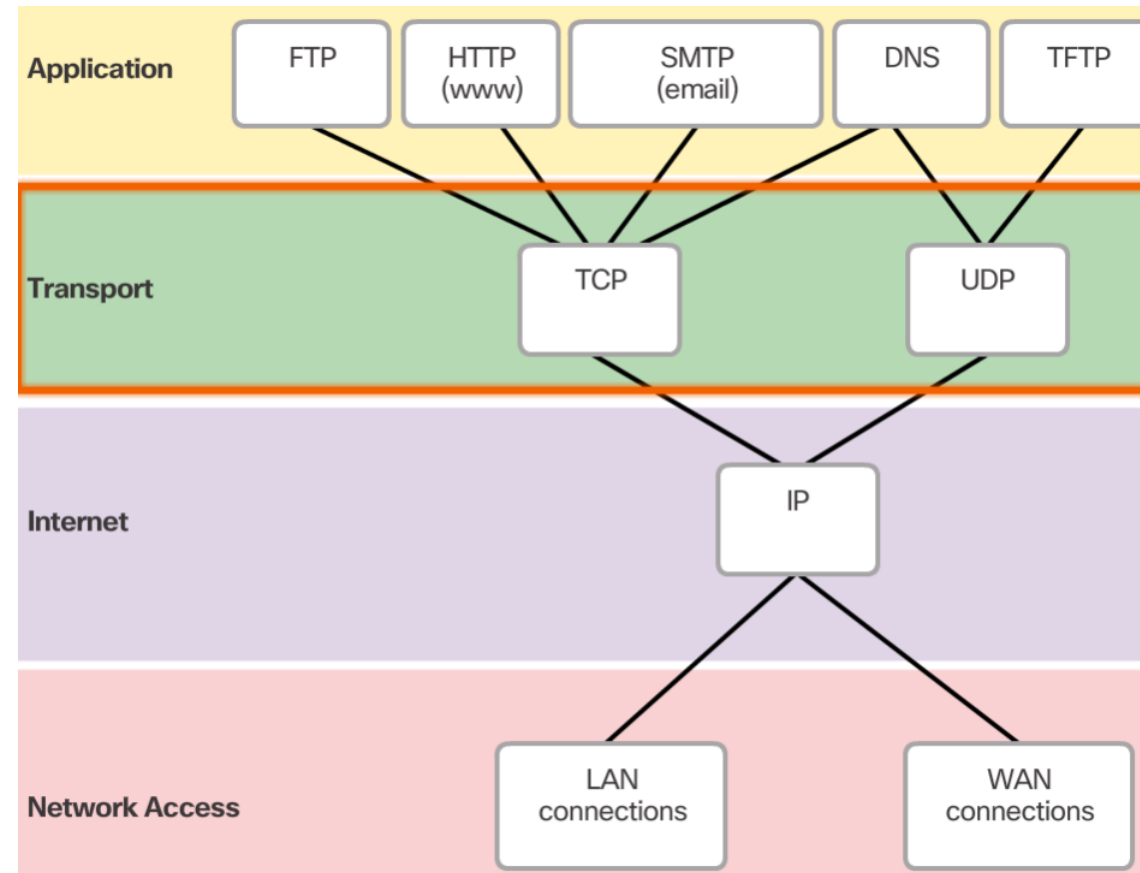 Application
FTP
HTTP
(www)
SMTP
(email)
DNS
TFTP
Transport
TCP
UDP
Internet
IP
Network Access
LAN
connections
WAN
connections